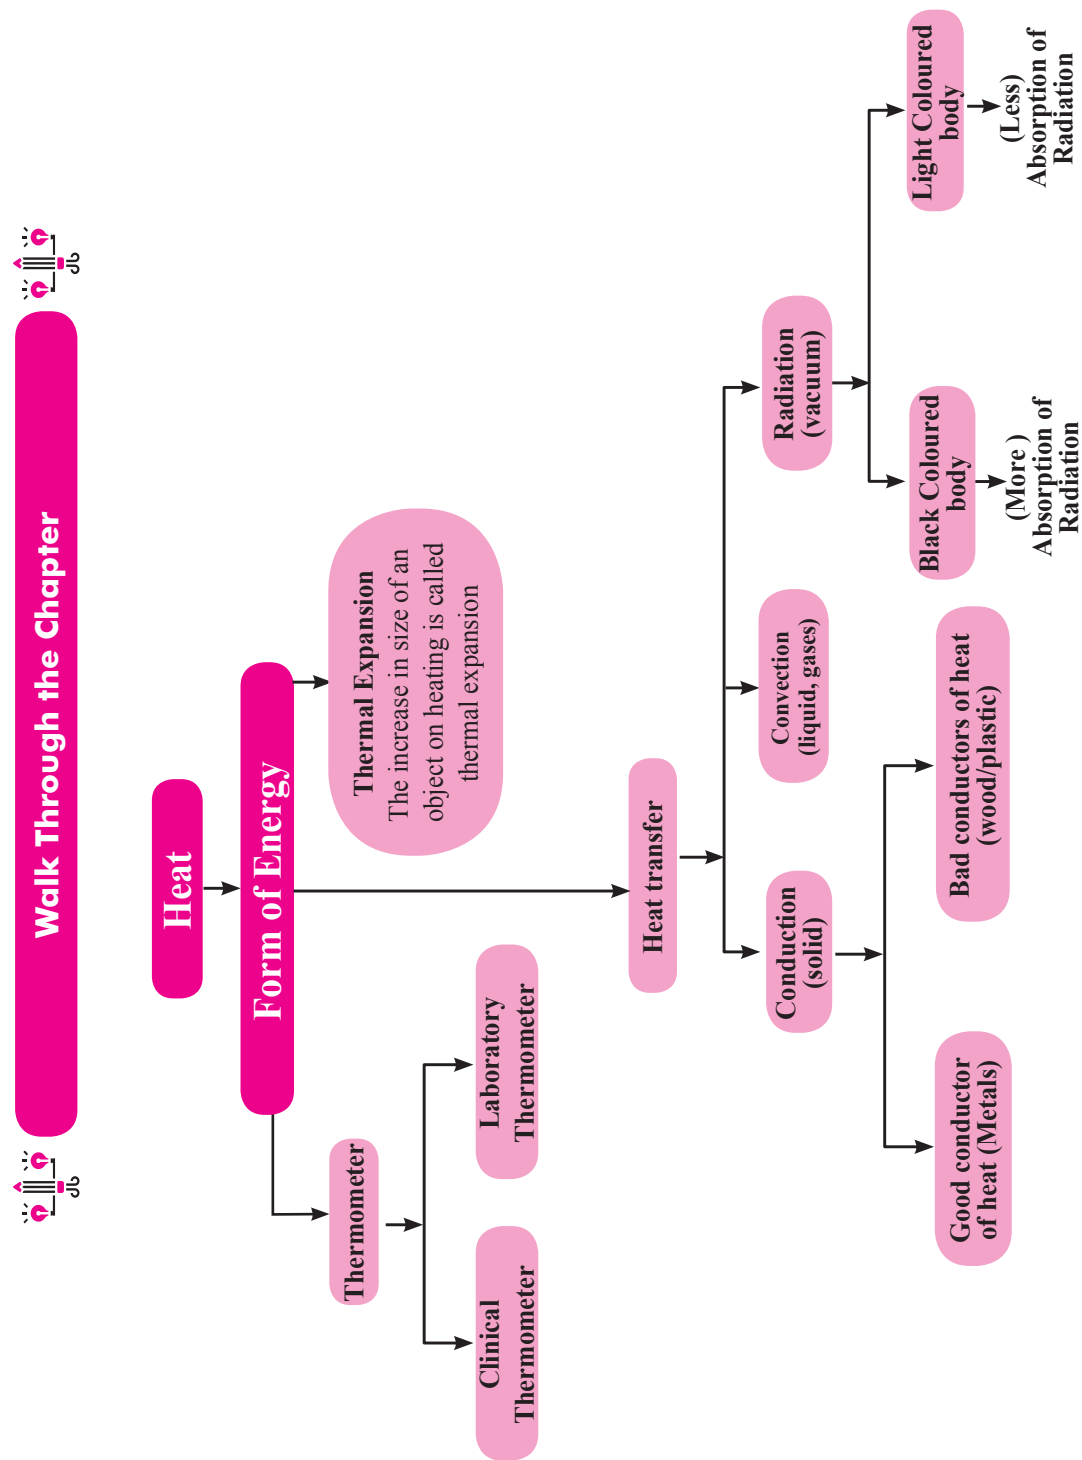 Walk Through the Chapter
Heat
Form of Energy
Thermometer
Clinical
Thermometer
Laboratory
Thermometer
Thermal Expansion
The increase in size of an
object on heating is called
thermal expansion
Heat transfer
Conduction
(solid)
Convection
(liquid, gases)
Radiation
(vacuum)
Good conductor
of heat (Metals)
Bad conductors of heat
(wood/plastic)
Black Coloured
body
Light Coloured
body
(More )
Absorption of
Radiation
(Less)
Absorption of
Radiation